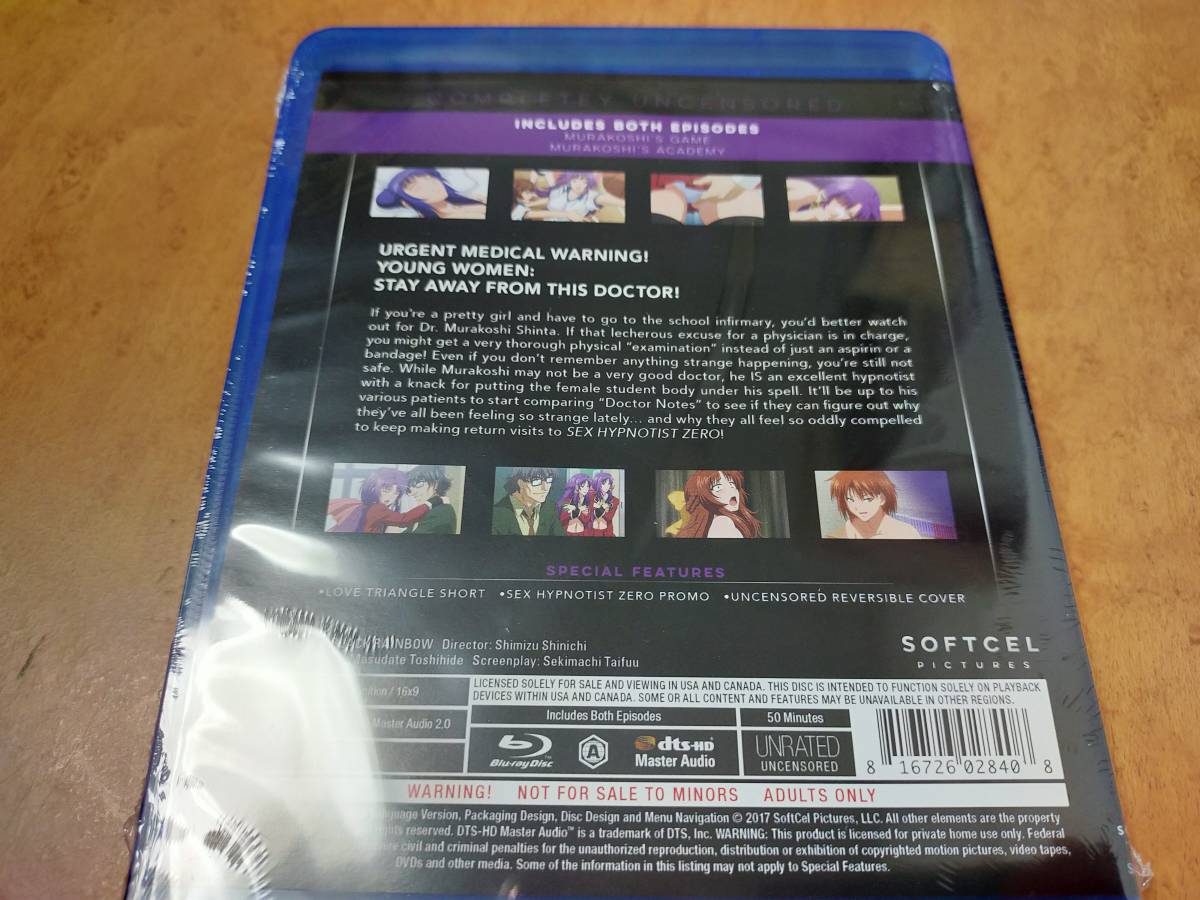 COMPLETEY UNCENSORED
INCLUDES BOTH EPISODES
MURAKOSHI'S GAME
MURAKOSHI'S ACADEMY
URGENT MEDICAL WARNING!
YOUNG WOMEN:
STAY AWAY FROM THIS DOCTOR!
If you're a pretty girl and have to go to the school infirmary, you'd better watch
out for Dr. Murakoshi Shinta. If that lecherous excuse for a physician is in charge,
you might get a very thorough physical "examination" instead of just an aspirin or a
bandage! Even if you don't remember anything strange happening, you're still not
safe. While Murakoshi may not be a very good doctor, he IS an excellent hypnotist
with a knack for putting the female student body under his spell. It'll be up to his
various patients to start comparing "Doctor Notes" to see if they can figure out why
they've all been feeling so strange lately... and why they all feel so oddly compelled
to keep making return visits to SEX HYPNOTIST ZERO!
SPECIAL FEATURES
•LOVE TRIANGLE SHORT •SEX HYPNOTIST ZERO PROMO •UNCENSORED REVERSIBLE COVER
RAINBOW Director: Shimizu Shinichi
Masudate Toshihide Screenplay: Sekimachi Taifuu
SOFTCEL
PICTURES
/ 16x9
Master Audio 2.0
LICENSED SOLELY FOR SALE AND VIEWING IN USA AND CANADA. THIS DISC IS INTENDED TO FUNCTION SOLELY ON PLAYBACK
DEVICES WITHIN USA AND CANADA. SOME OR ALL CONTENT AND FEATURES MAY BE UNAVAILABLE IN OTHER REGIONS.
Includes Both Episodes
50 Minutes
Blu-ray Disc
A
dts-HD
Master Audio
UNRATED
UNCENSORED
8 16726 02840 8
WARNING! NOT FOR SALE TO MINORS ADULTS ONLY
Version, Packaging Design, Disc Design and Menu Navigation © 2017 SoftCel Pictures, LLC. All other elements are the property
reserved. DTS-HD Master Audio™ is a trademark of DTS, Inc. WARNING: This product is licensed for private home use only. Federal
civil and criminal penalties for the unauthorized reproduction, distribution or exhibition of copyrighted motion pictures, video tapes,
DVDs and other media. Some of the information in this listing may not apply to Special Features.